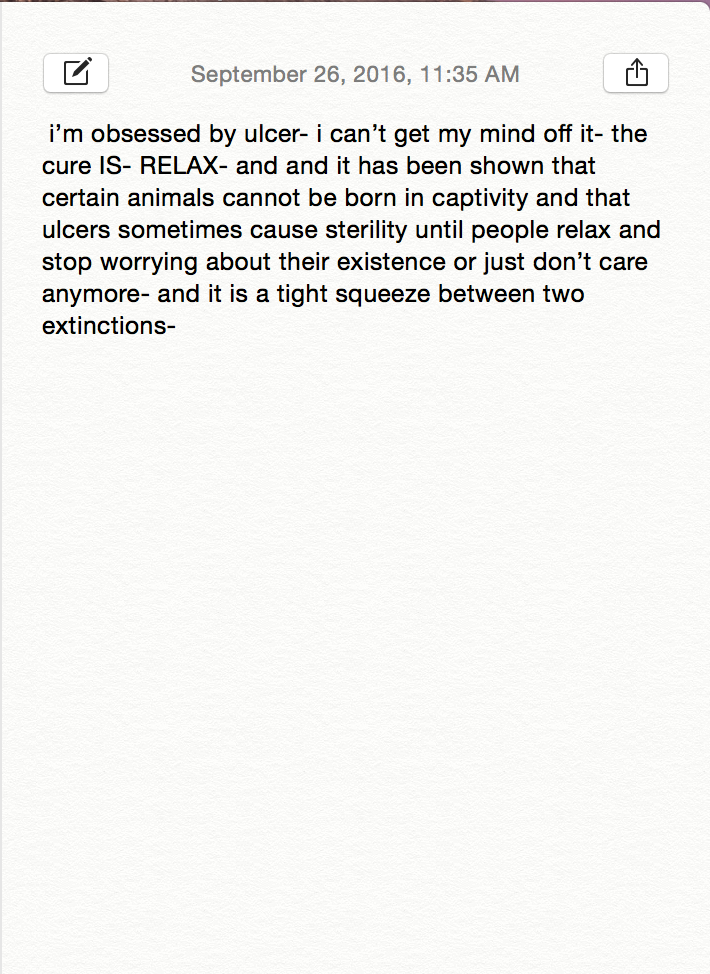 September 26, 2016, 11:35 AM
i’m obsessed by ulcer- i can’t get my mind off it- the
cure IS- RELAX- and and it has been shown that
certain animals cannot be born in captivity and that
ulcers sometimes cause sterility until people relax and
stop worrying about their existence or just don’t care
anymore- and it is a tight squeeze between two
extinctions-